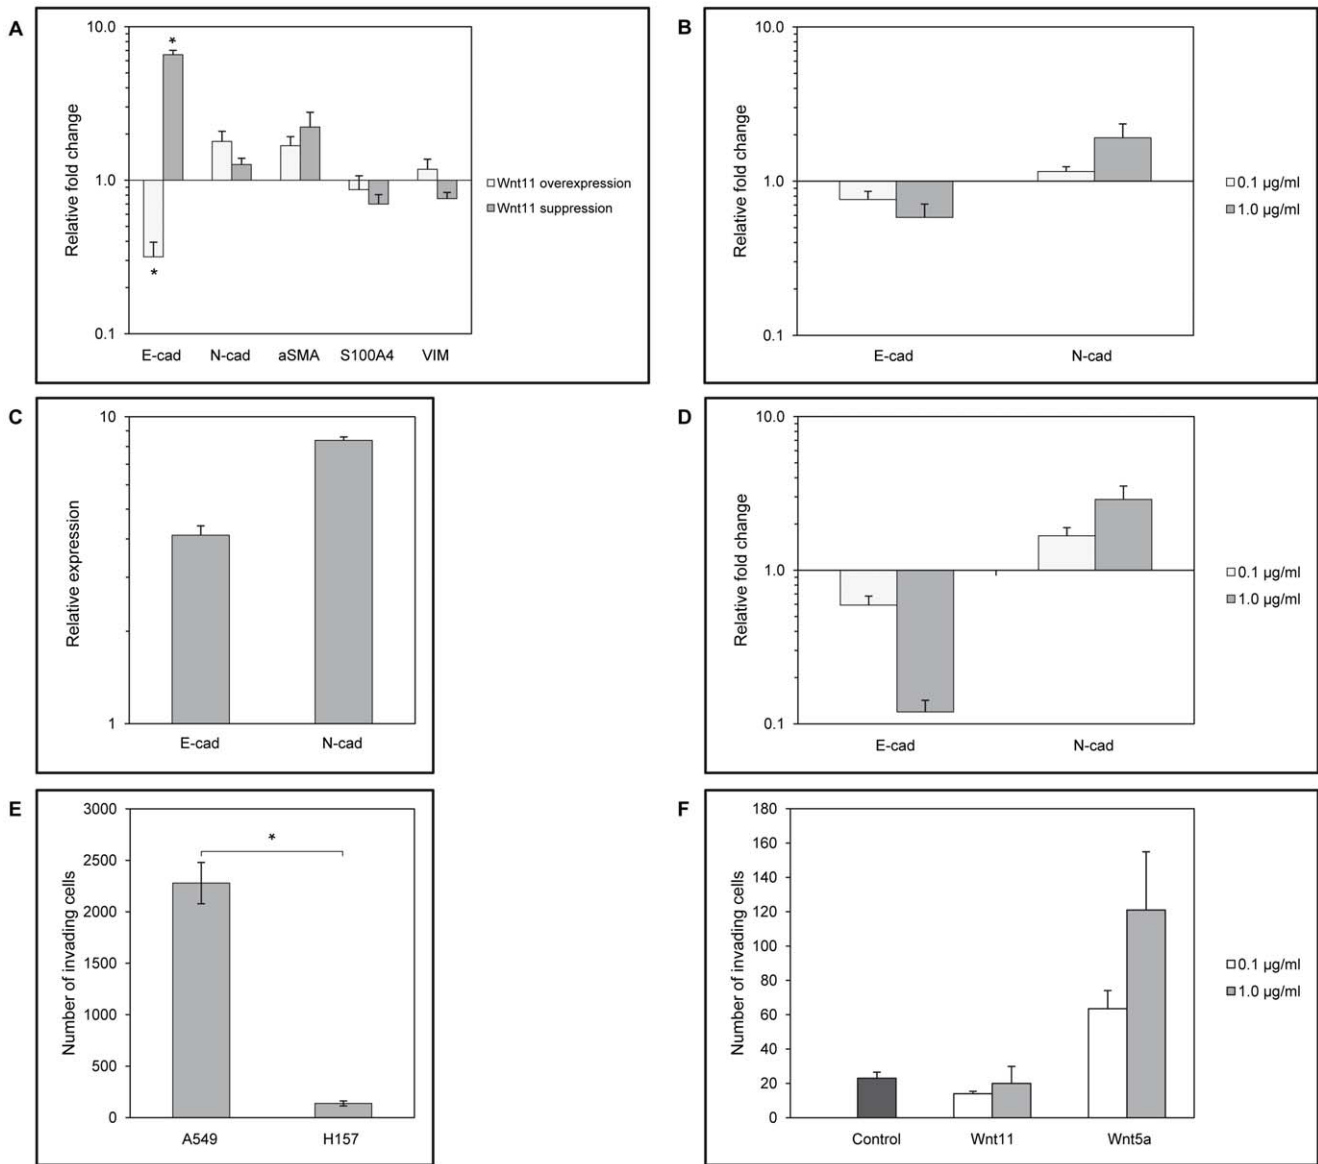 A
Relative fold change
10.0
1.0
0.1
*
*
E-cad N-cad aSMA S100A4 VIM
Wnt11 overexpression
Wnt11 suppression
B
Relative fold change
10.0
1.0
0.1
E-cad N-cad
0.1 µg/ml
1.0 µg/ml
C
Relative expression
10
1
E-cad N-cad
D
Relative fold change
10.0
1.0
0.1
E-cad N-cad
0.1 µg/ml
1.0 µg/ml
E
Number of invading cells
3000
2500
2000
1500
1000
500
0
*
A549 H157
F
Number of invading cells
180
160
140
120
100
80
60
40
20
0
Control Wnt11 Wnt5a
0.1 µg/ml
1.0 µg/ml